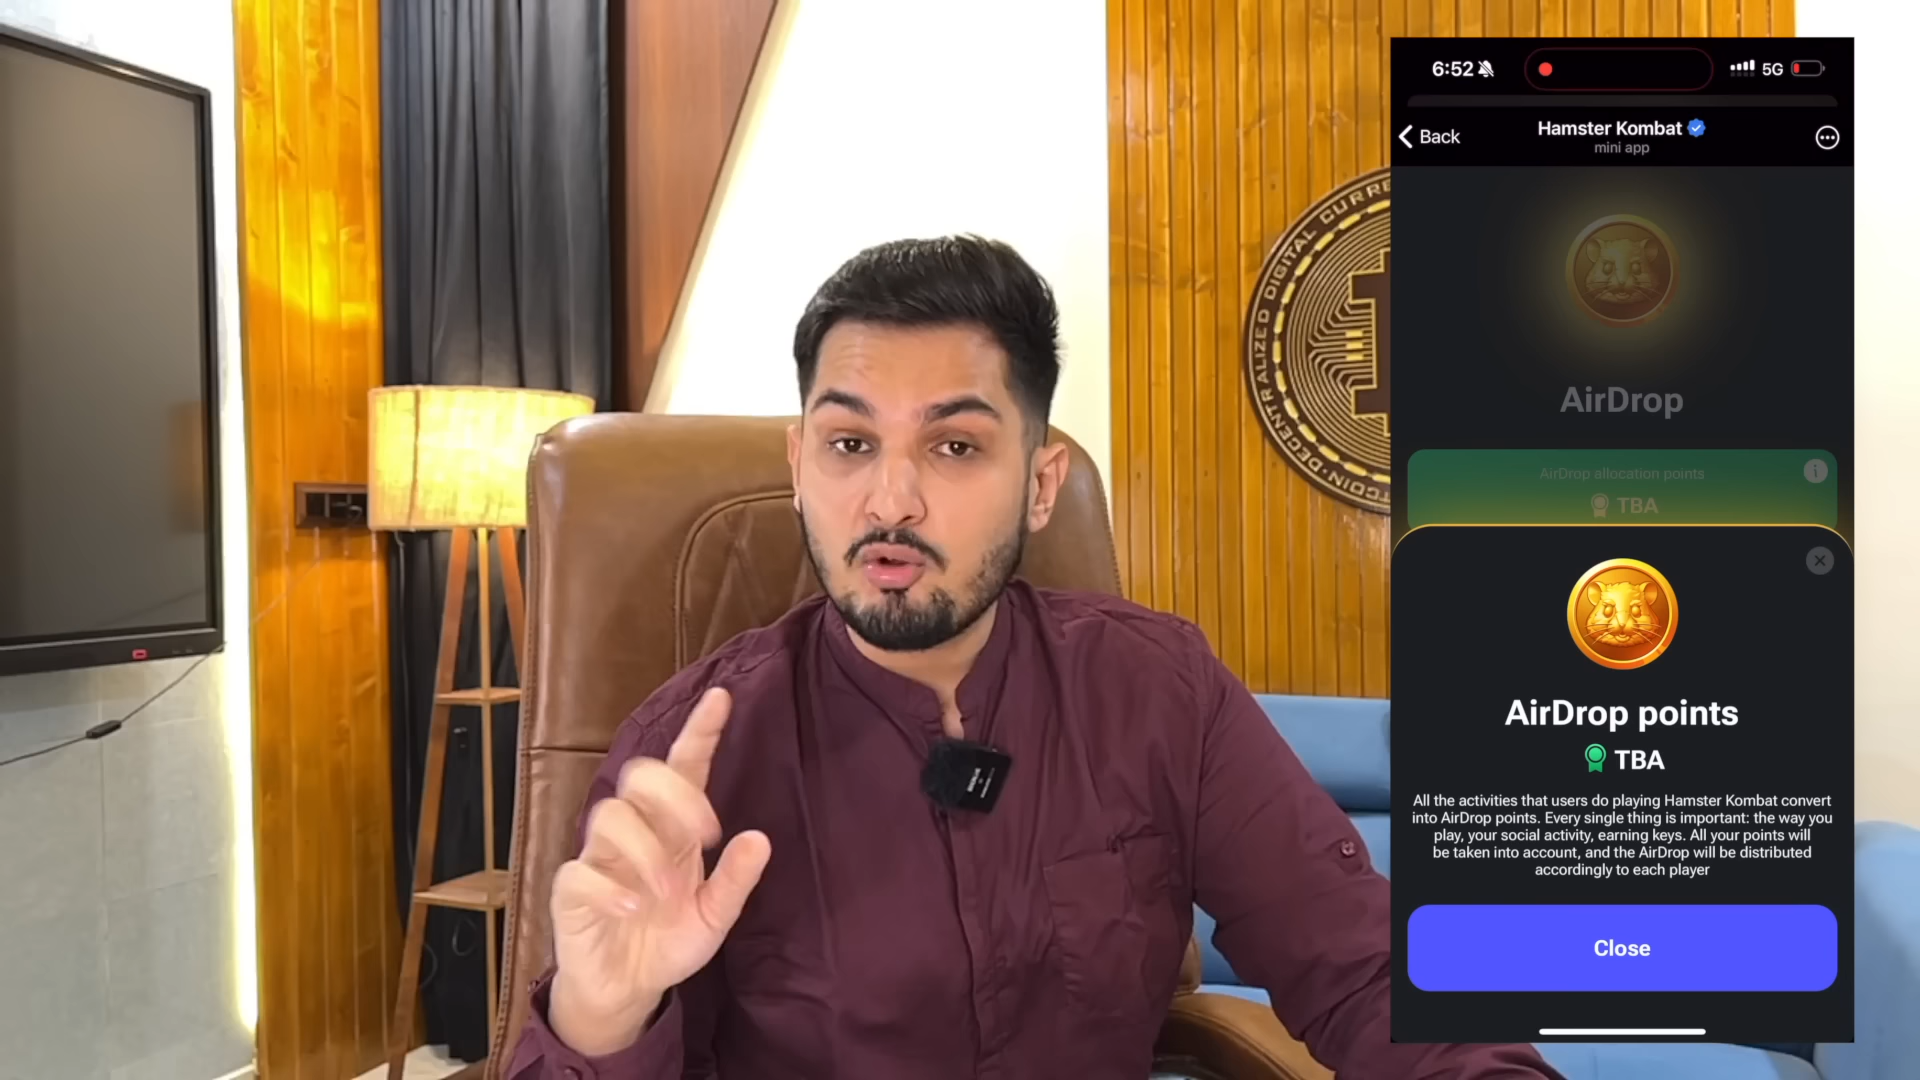 DECENTRALIZED DIGITAL CURRE
6:52
5G
Back
Hamster Kombat
mini app
AirDrop
AirDrop allocation points
TBA
AirDrop points
TBA
All the activities that users do playing Hamster Kombat convert
into AirDrop points. Every single thing is important: the way you
play, your social activity, earning keys. All your points will
be taken into account, and the AirDrop will be distributed
accordingly to each player
Close